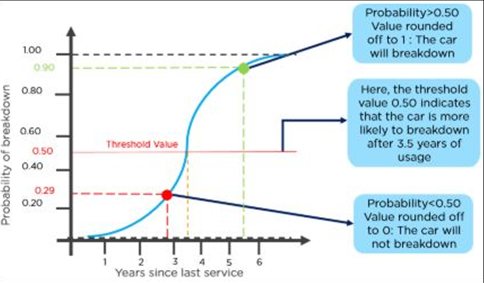 Probability>0.50
Value rounded
off to 1 : The car
will breakdown
1.00
0.90
0.80
0.60
Threshold Value
0.50
0.40
0.29
0.20
Probability of breakdown
Here, the threshold
value 0.50 indicates
that the car is more
likely to breakdown
after 3.5 years of
usage
Probability<0.50
Value rounded off
to 0: The car will
not breakdown
1 2 3 4 5 6
Years since last service